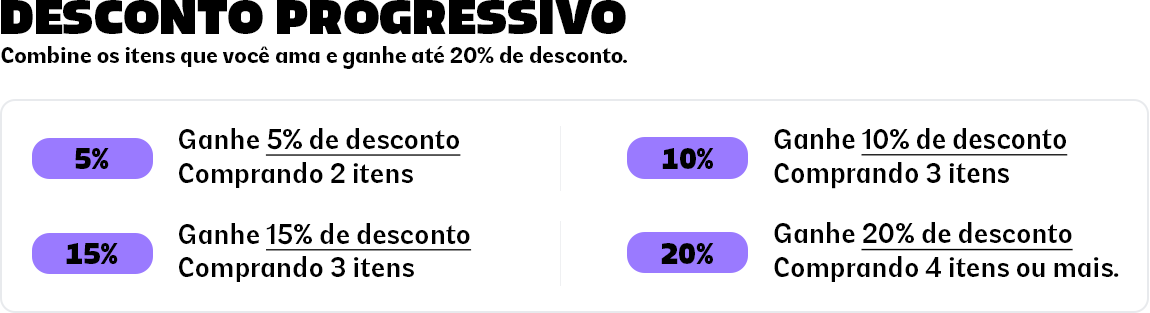 DESCONTO PROGRESSIVO
Combine os itens que você ama e ganhe até 20% de desconto.
5%
Ganhe 5% de desconto
Comprando 2 itens
10%
Ganhe 10% de desconto
Comprando 3 itens
15%
Ganhe 15% de desconto
Comprando 3 itens
20%
Ganhe 20% de desconto
Comprando 4 itens ou mais.